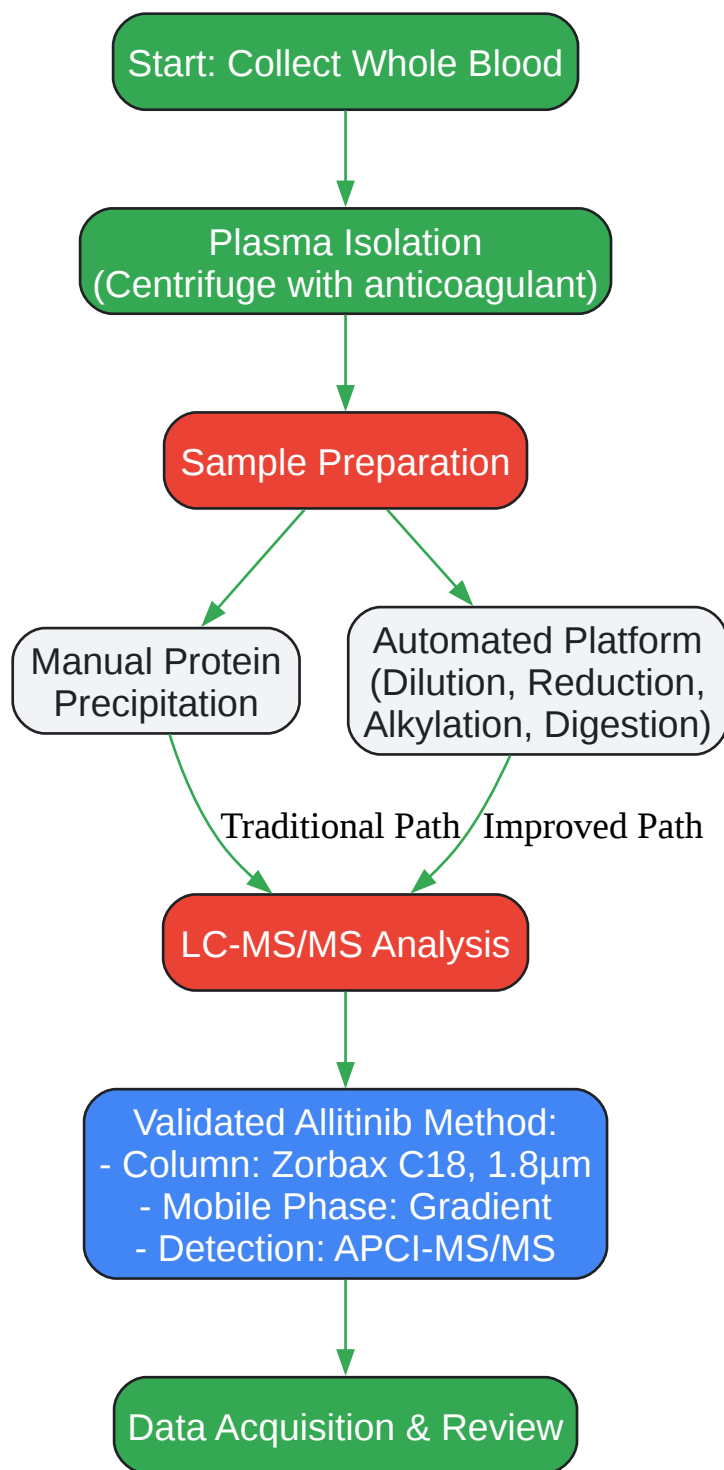 Start: Collect Whole Blood
Plasma Isolation
(Centrifuge with anticoagulant)
Sample Preparation
Manual Protein
Precipitation
Automated Platform
(Dilution, Reduction,
Alkylation, Digestion)
Traditional Path
Improved Path
LC-MS/MS Analysis
Validated Allitinib Method:
- Column: Zorbax C18, 1.8µm
- Mobile Phase: Gradient
- Detection: APCI-MS/MS
Data Acquisition & Review